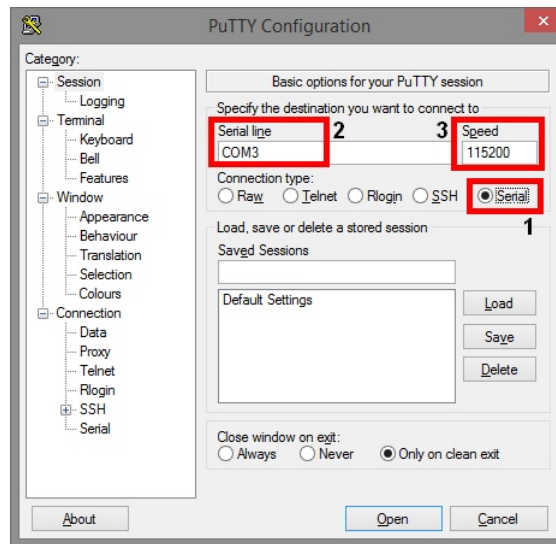 PuTTY Configuration
Category:
Session
Logging
Terminal
Keyboard
Bell
Features
Window
Appearance
Behaviour
Translation
Selection
Colours
Connection
Data
Proxy
Telnet
Rlogin
SSH
Serial
About
Basic options for your PuTTY session
Specify the destination you want to connect to
Serial line 2 3 Speed
COM3 115200
Connection type:
Raw Telnet Rlogin SSH Serial
1
Load, save or delete a stored session
Saved Sessions
Default Settings
Load
Save
Delete
Close window on exit:
Always Never Only on clean exit
Open Cancel